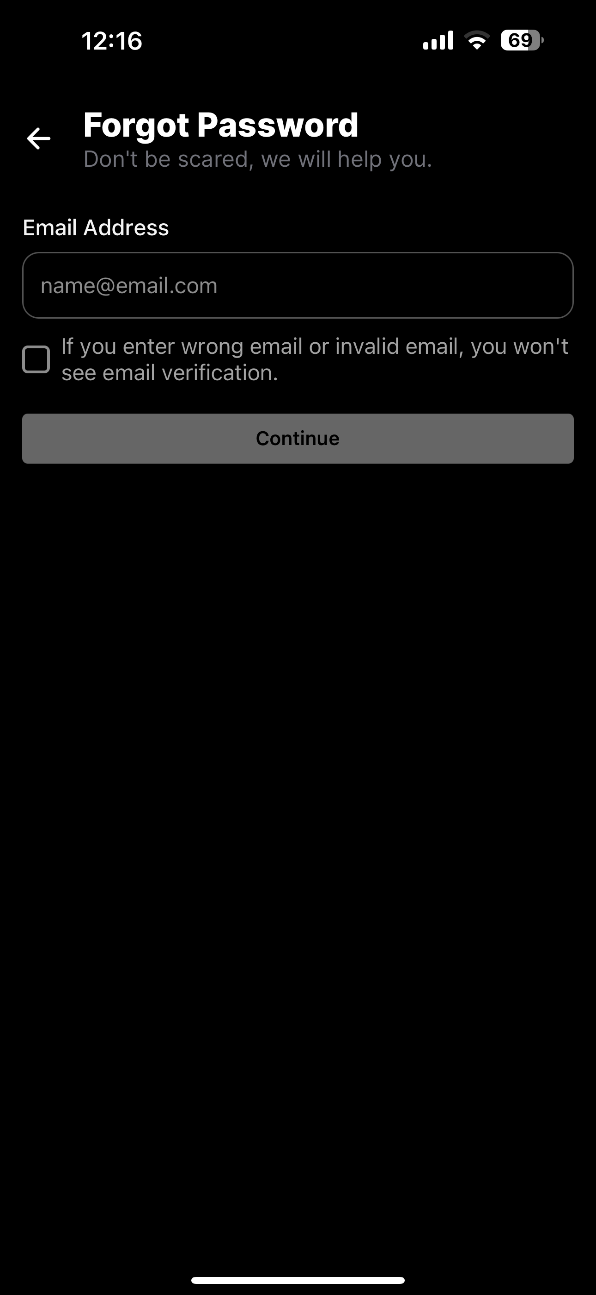 12:16
69
Forgot Password
Don't be scared, we will help you.
Email Address
name@email.com
If you enter wrong email or invalid email, you won't
see email verification.
Continue